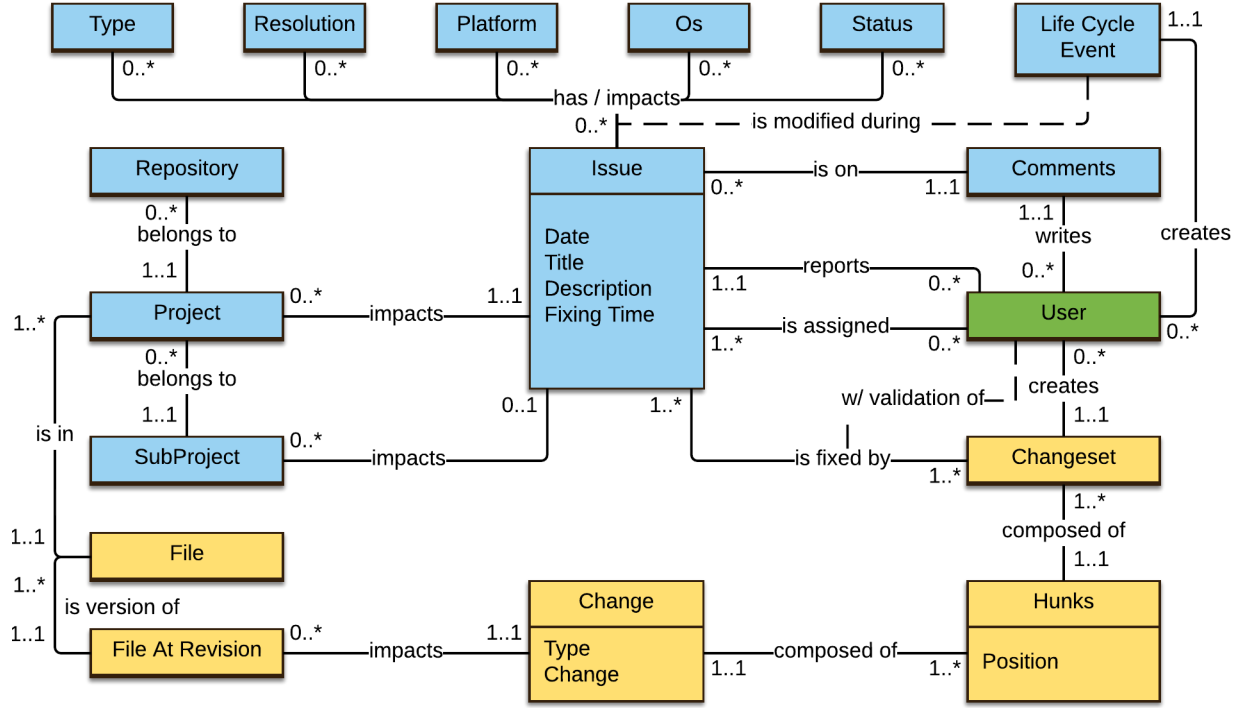 Type
Resolution
Platform
Os
Status
Life Cycle
Event
1..1
0..*
0..*
0..*
0..*
0..*
has / impacts
0..*
is modified during
Repository
Issue
is on
Comments
0..*
1..1
0..*
belongs to
1..1
Date
Title
Description
Fixing Time
1..1
writes
0..*
creates
reports
1..1
0..*
Project
0..*
impacts
1..1
is assigned
User
1..*
0..*
1..*
0..*
0..*
belongs to
1..1
0..*
creates
1..1
w/ validation of
0..1
1..*
is in
SubProject
0..*
impacts
is fixed by
Changeset
1..*
1..*
composed of
1..1
1..1
File
1..*
is version of
1..1
File At Revision
0..*
impacts
1..1
Change
Type
Change
composed of
1..1
1..*
Hunks
Position